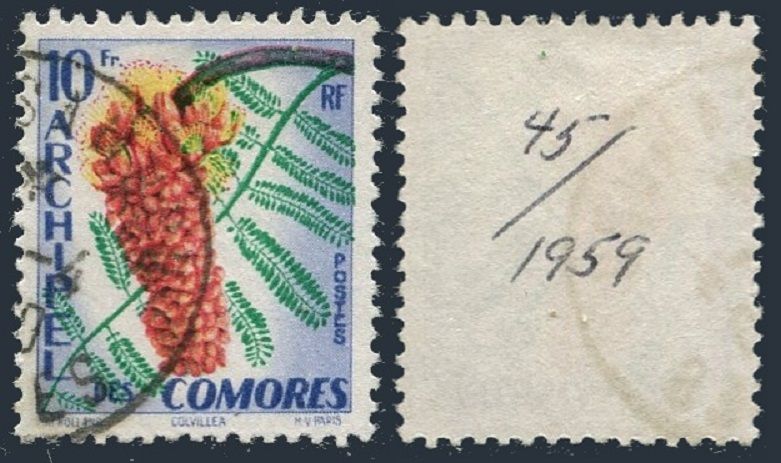 10 Fr.
RF
ARCHIPEL
POSTES
DES COMORES
COLVILLEA
H-V-PARIS
45/
1959